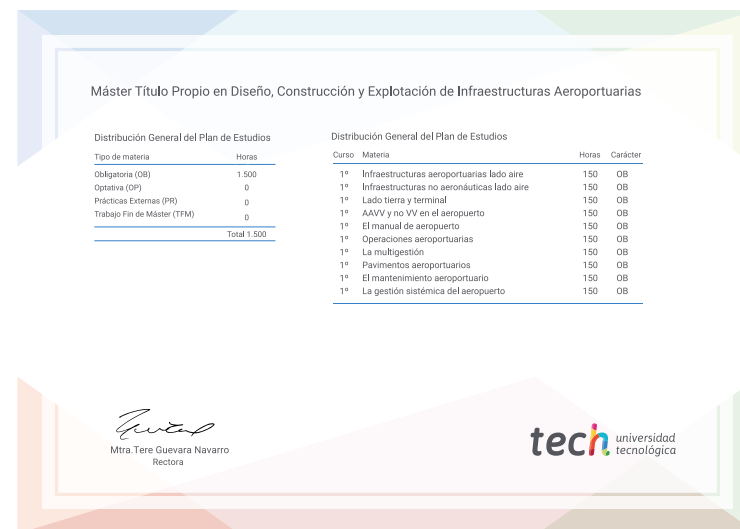 Máster Título Propio en Diseño, Construcción y Explotación de Infraestructuras Aeroportuarias
Distribución General del Plan de Estudios
Tipo de materia Horas
Obligatoria (OB) 1.500
Optativa (OP) 0
Prácticas Externas (PR) 0
Trabajo Fin de Máster (TFM) 0
Total 1.500
Distribución General del Plan de Estudios
Curso Materia Horas Carácter
1º Infraestructuras aeroportuarias lado aire 150 OB
1º Infraestructuras no aeronáuticas lado aire 150 OB
1º Lado tierra y terminal 150 OB
1º AAVV y no VV en el aeropuerto 150 OB
1º El manual de aeropuerto 150 OB
1º Operaciones aeroportuarias 150 OB
1º La multigestión 150 OB
1º Pavimentos aeroportuarios 150 OB
1º El mantenimiento aeroportuario 150 OB
1º La gestión sistémica del aeropuerto 150 OB
Mtra.Tere Guevara Navarro
Rectora
tech universidad
tecnológica